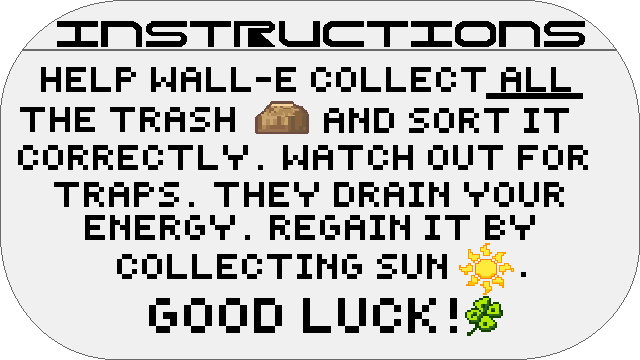 INSTRUCTIONS
HELP WALL-E COLLECT ALL
THE TRASH AND SORT IT
CORRECTLY. WATCH OUT FOR
TRAPS. THEY DRAIN YOUR
ENERGY. REGAIN IT BY
COLLECTING SUN .
GOOD LUCK!